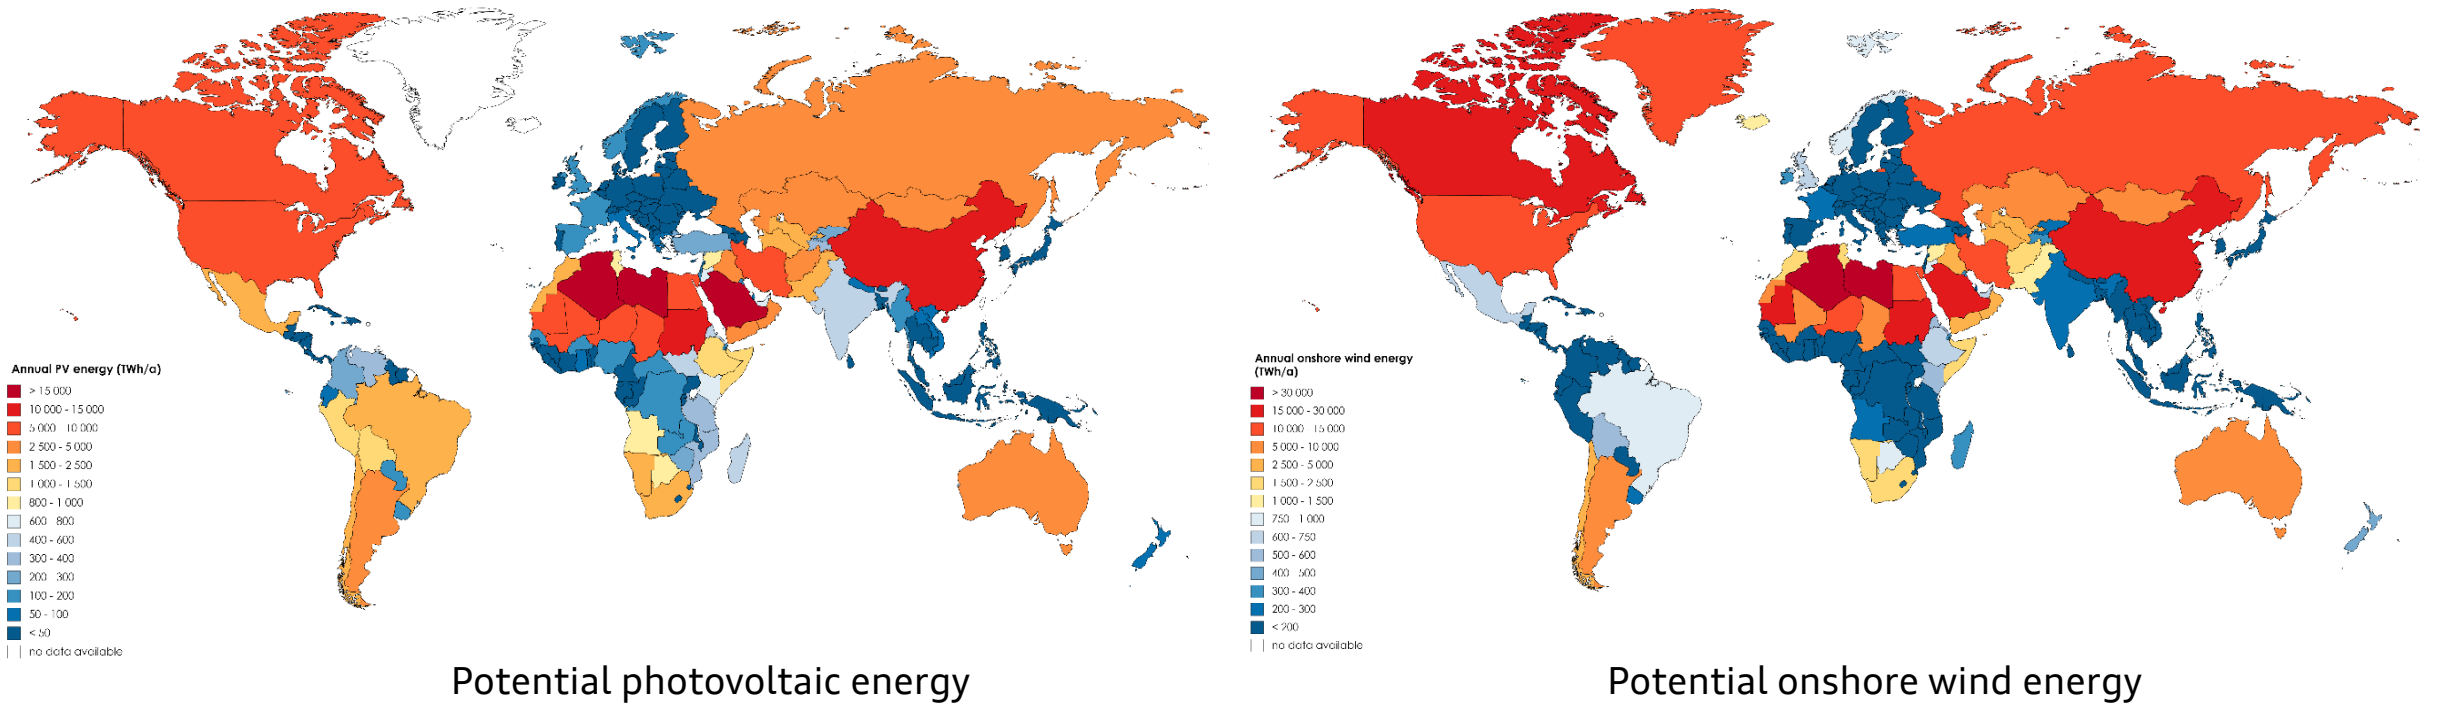 Annual PV energy (TWh/a)
> 15 000
10 000 - 15 000
5 000 10 000
2 500 - 5 000
1 500 - 2 500
1 000 - 1 500
800 - 1 000
600 800
400 - 600
300 - 400
200 300
100 - 200
50 - 100
< 50
no data available
Potential photovoltaic energy
Annual onshore wind energy
(TWh/a)
> 30 000
15 000 - 30 000
10 000 15 000
5 000 - 10 000
2 500 - 5 000
1 500 - 2 500
1 000 - 1 500
750 1 000
600 - 750
500 - 600
400 500
300 - 400
200 - 300
< 200
no data available
Potential onshore wind energy